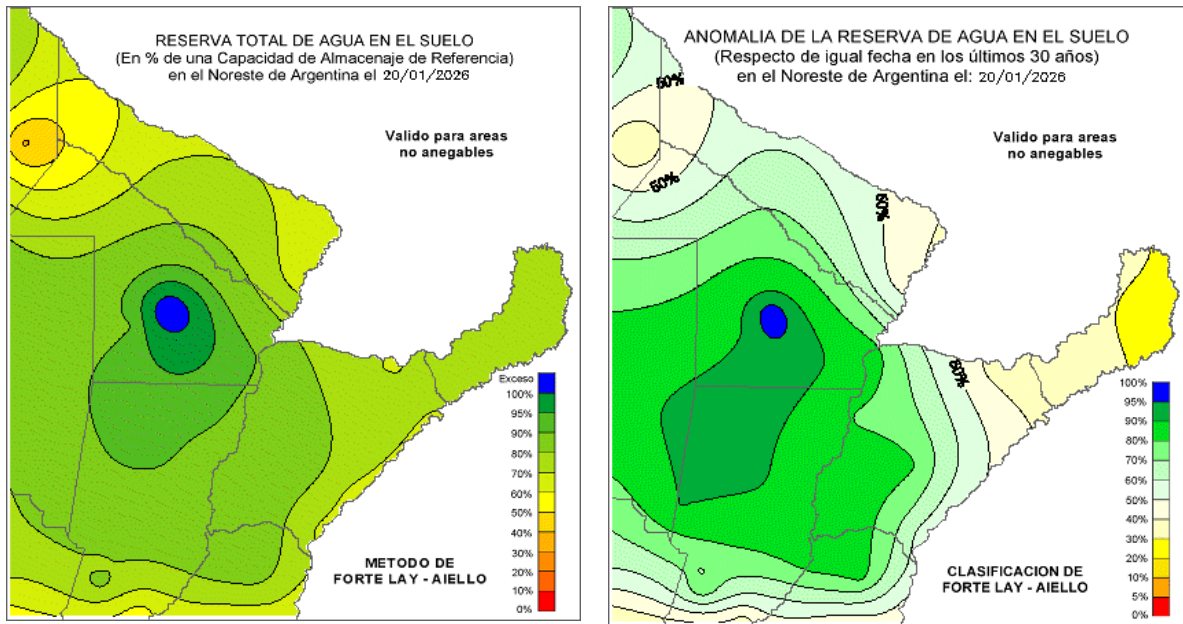 RESERVA TOTAL DE AGUA EN EL SUELO
(En % de una Capacidad de Almacenaje de Referencia)
en el Noreste de Argentina el 20/01/2026
Valido para areas
no anegables
Exceso
100%
95%
90%
80%
70%
60%
50%
40%
30%
20%
10%
0%
METODO DE
FORTE LAY - AIELLO
ANOMALIA DE LA RESERVA DE AGUA EN EL SUELO
(Respecto de igual fecha en los últimos 30 años)
en el Noreste de Argentina el: 20/01/2026
50%
Valido para areas
no anegables
50%
50%
50%
100%
95%
90%
80%
70%
60%
50%
40%
30%
20%
10%
5%
0%
CLASIFICACION DE
FORTE LAY - AIELLO